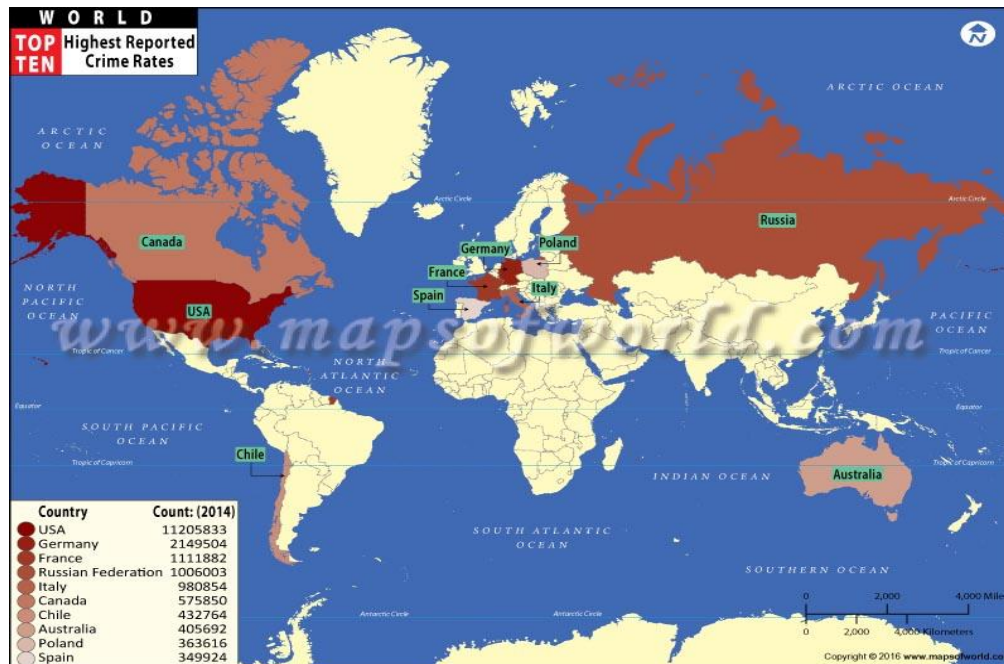 WORLD
TOP TEN
Highest Reported
Crime Rates
N
ARCTIC OCEAN
ARCTIC OCEAN
Arctic Circle
Arctic Circle
Canada
Russia
Germany
Poland
France
Italy
Spain
USA
NORTH PACIFIC OCEAN
PACIFIC OCEAN
www.mapsofworld.com
Tropic of Cancer
Tropic of Cancer
NORTH ATLANTIC OCEAN
Equator
Equator
SOUTH PACIFIC OCEAN
Chile
Tropic of Capricorn
Tropic of Capricorn
INDIAN OCEAN
Australia
SOUTH ATLANTIC OCEAN
SOUTHERN OCEAN
Antarctic Circle
Antarctic Circle
Country Count: (2014)
USA 11205833
Germany 2149504
France 1111882
Russian Federation 1006003
Italy 980854
Canada 575850
Chile 432764
Australia 405692
Poland 363616
Spain 349924
0 2,000 4,000 Miles
0 2,000 4,000 Kilometers
Copyright © 2016 www.mapsofworld.com